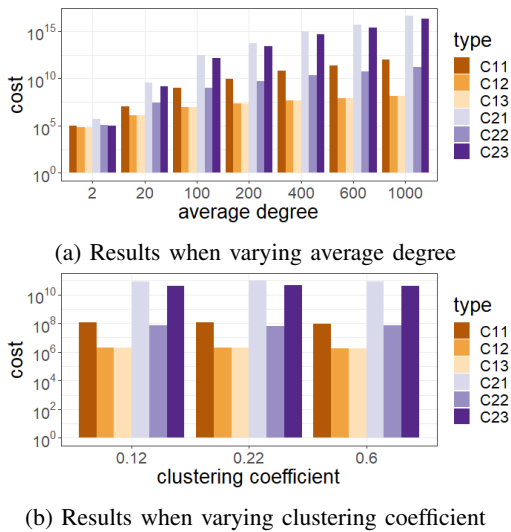 10^15
10^10
10^5
10^0
cost
2 20 100 200 400 600 1000
average degree
type
C11
C12
C13
C21
C22
C23
(a) Results when varying average degree
10^10
10^8
10^6
10^4
10^2
10^0
cost
0.12 0.22 0.6
clustering coefficient
type
C11
C12
C13
C21
C22
C23
(b) Results when varying clustering coefficient